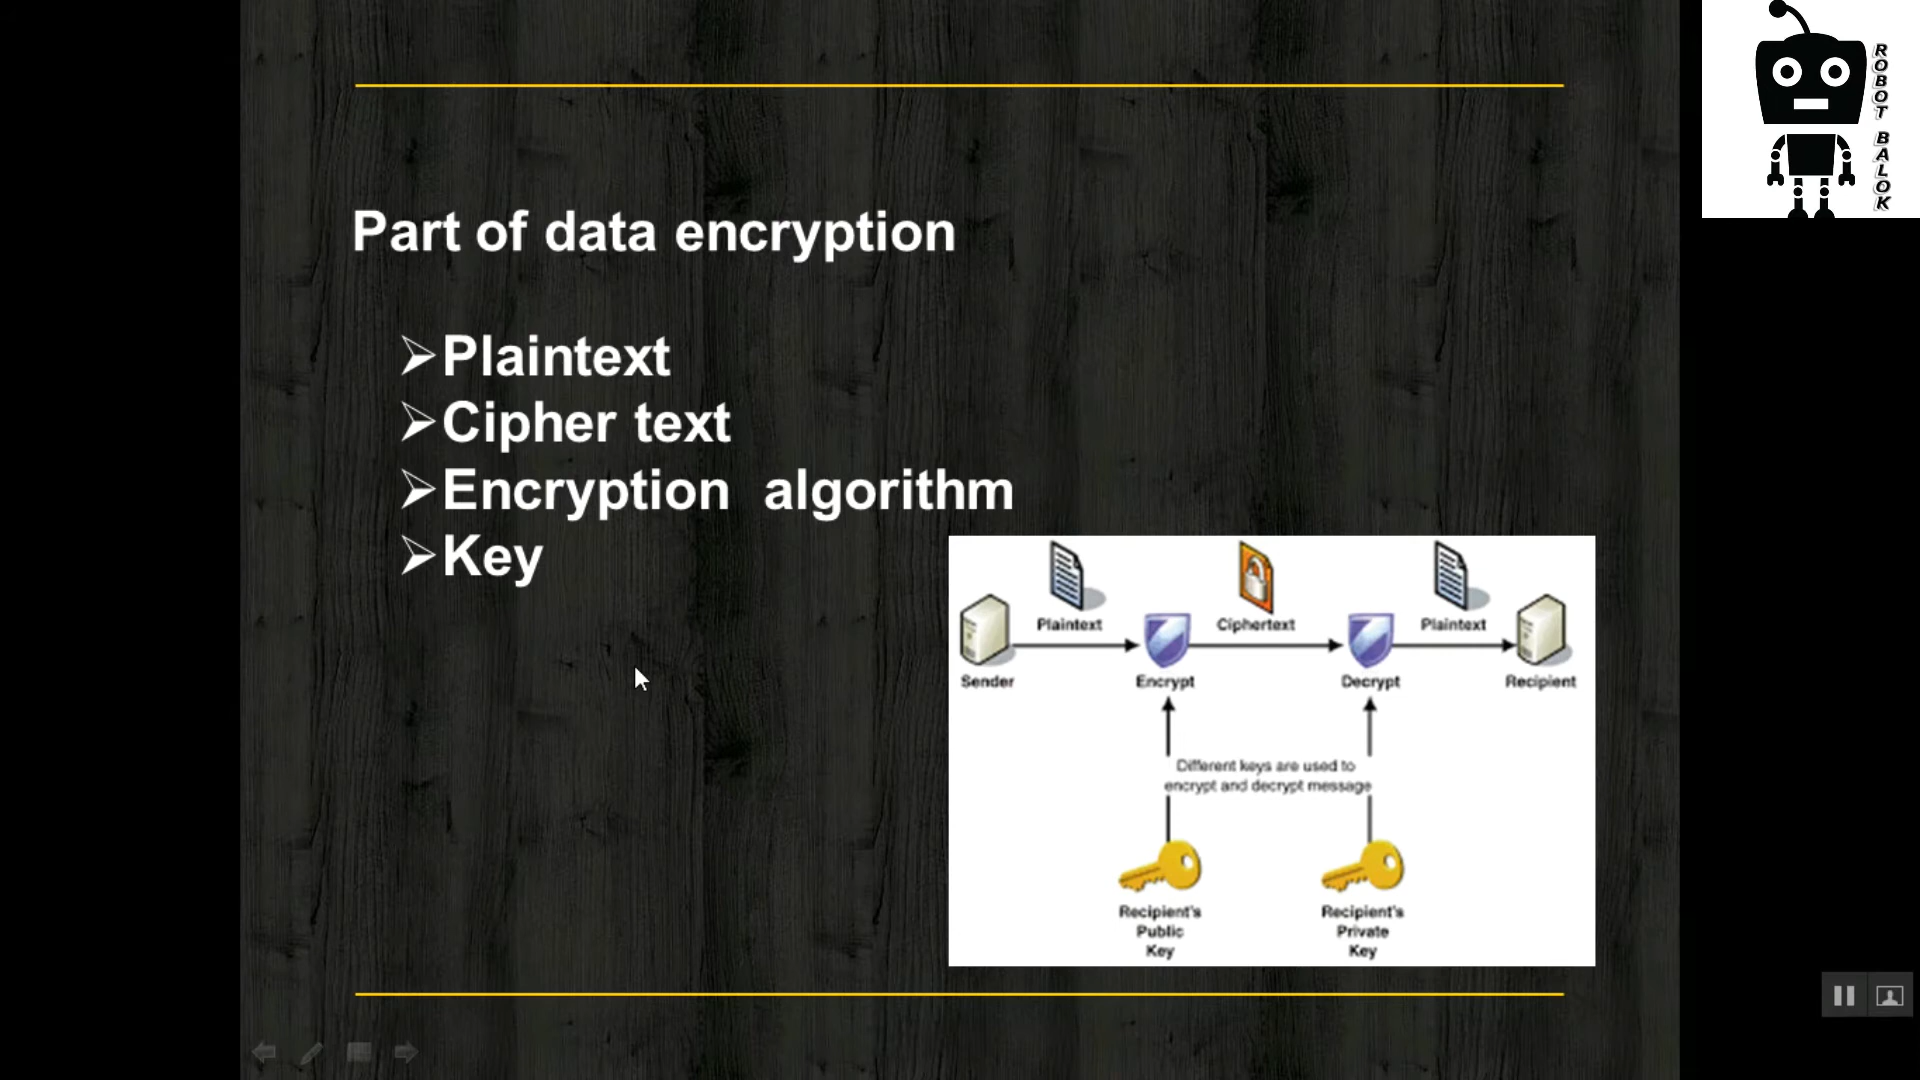 ROBOT BALOK
Part of data encryption
➢Plaintext
➢Cipher text
➢Encryption algorithm
➢Key
Plaintext
Ciphertext
Plaintext
Sender
Encrypt
Decrypt
Recipient
Different keys are used to
encrypt and decrypt message
Recipient's
Public
Key
Recipient's
Private
Key